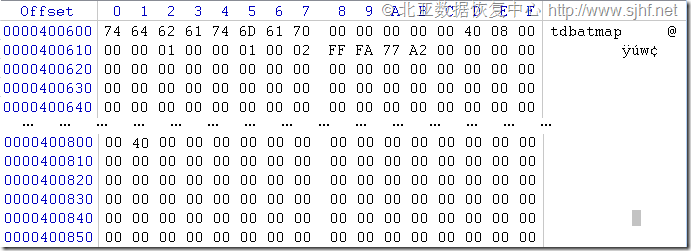 © 北亚数据恢复中心 http://www.sjhf.net
Offset 0 1 2 3 4 5 6 7 8 9 A B C D E F
0000400600 74 64 62 61 74 6D 61 70 00 00 00 00 00 40 08 00 tdbatmap @
0000400610 00 00 01 00 00 01 00 02 FF FA 77 A2 00 00 00 00 ÿúw¢
0000400620 00 00 00 00 00 00 00 00 00 00 00 00 00 00 00 00
0000400630 00 00 00 00 00 00 00 00 00 00 00 00 00 00 00 00
0000400640 00 00 00 00 00 00 00 00 00 00 00 00 00 00 00 00
... ... ... ... ... ... ... ... ... ... ... ... ... ... ...
0000400800 00 40 00 00 00 00 00 00 00 00 00 00 00 00 00 00
0000400810 00 00 00 00 00 00 00 00 00 00 00 00 00 00 00 00
0000400820 00 00 00 00 00 00 00 00 00 00 00 00 00 00 00 00
0000400830 00 00 00 00 00 00 00 00 00 00 00 00 00 00 00 00
0000400840 00 00 00 00 00 00 00 00 00 00 00 00 00 00 00 00
0000400850 00 00 00 00 00 00 00 00 00 00 00 00 00 00 00 00